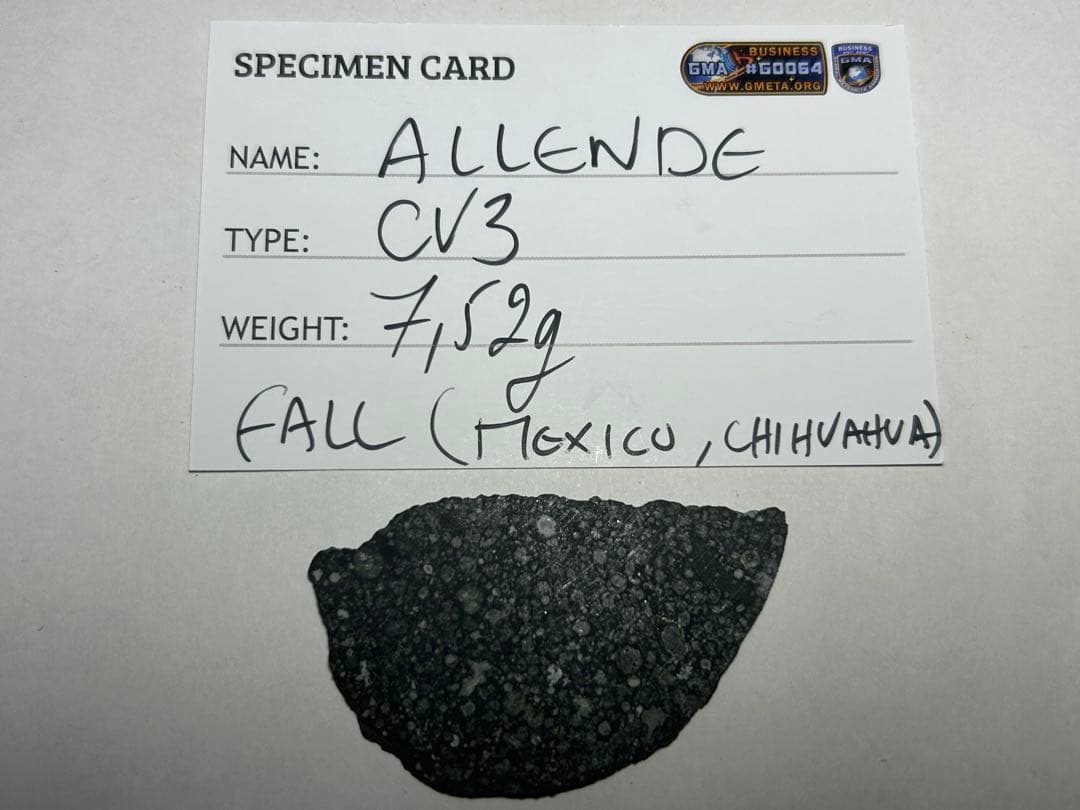 SPECIMEN CARD
BUSINESS
GMA #G0064
WWW.GMETA.ORG
BUSINESS
GMA
NAME: ALLENDE
TYPE: CV3
WEIGHT: 7,52g
FALL (MEXICO, CHIHUAHUA)